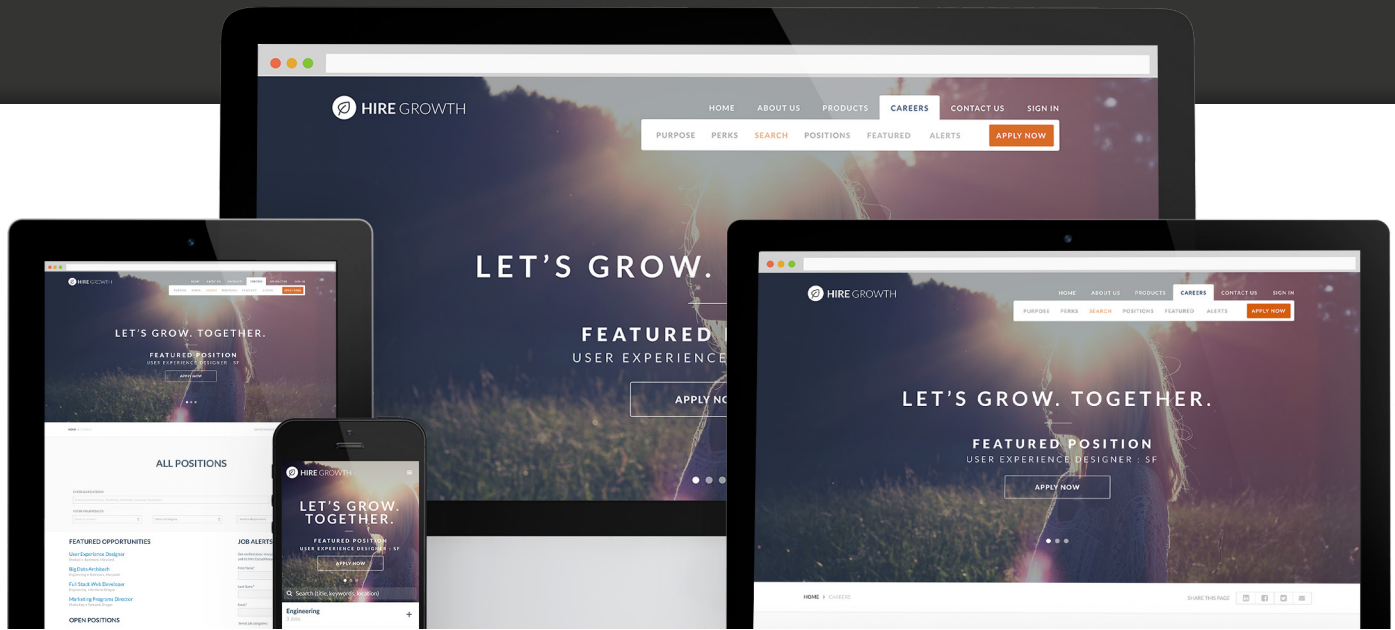 HIRE GROWTH
HOME ABOUT US PRODUCTS CAREERS CONTACT US SIGN IN
PURPOSE PERKS SEARCH POSITIONS FEATURED ALERTS APPLY NOW
LET'S GROW.
FEATURED
USER EXPERIENCE
APPLY NO
HIRE GROWTH
LET'S GROW. TOGETHER.
FEATURED POSITION
USER EXPERIENCE DESIGNER : SF
APPLY NOW
HOME
ALL POSITIONS
FEATURED OPPORTUNITIES
User Experience Designer
Big Data Architect
Full Stack Web Developer
Marketing Programs Director
OPEN POSITIONS
JOB ALERTS
HIRE GROWTH
LET'S GROW.
TOGETHER.
FEATURED POSITION
USER EXPERIENCE DESIGNER : SF
APPLY NOW
Search (title, keywords, location)
Engineering
3 Jobs
HIRE GROWTH
HOME ABOUT US PRODUCTS CAREERS CONTACT US SIGN IN
PURPOSE PERKS SEARCH POSITIONS FEATURED ALERTS APPLY NOW
LET'S GROW. TOGETHER.
FEATURED POSITION
USER EXPERIENCE DESIGNER : SF
APPLY NOW
HOME > CAREERS
SHARE THIS PAGE